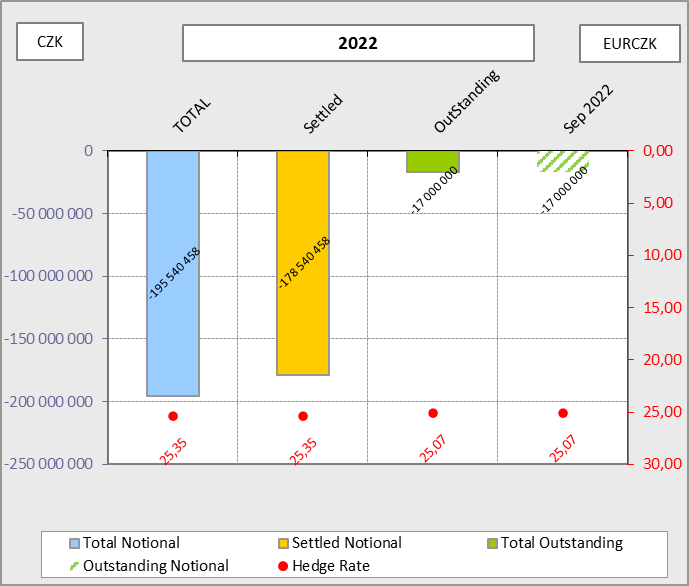 CZK
2022
EURCZK
TOTAL
Settled
OutStanding
Sep 2022
0
-50 000 000
-100 000 000
-150 000 000
-200 000 000
-250 000 000
-195 540 458
-178 540 458
-17 000 000
-17 000 000
25,35
25,35
25,07
25,07
0,00
5,00
10,00
15,00
20,00
25,00
30,00
Total Notional
Settled Notional
Total Outstanding
Outstanding Notional
Hedge Rate